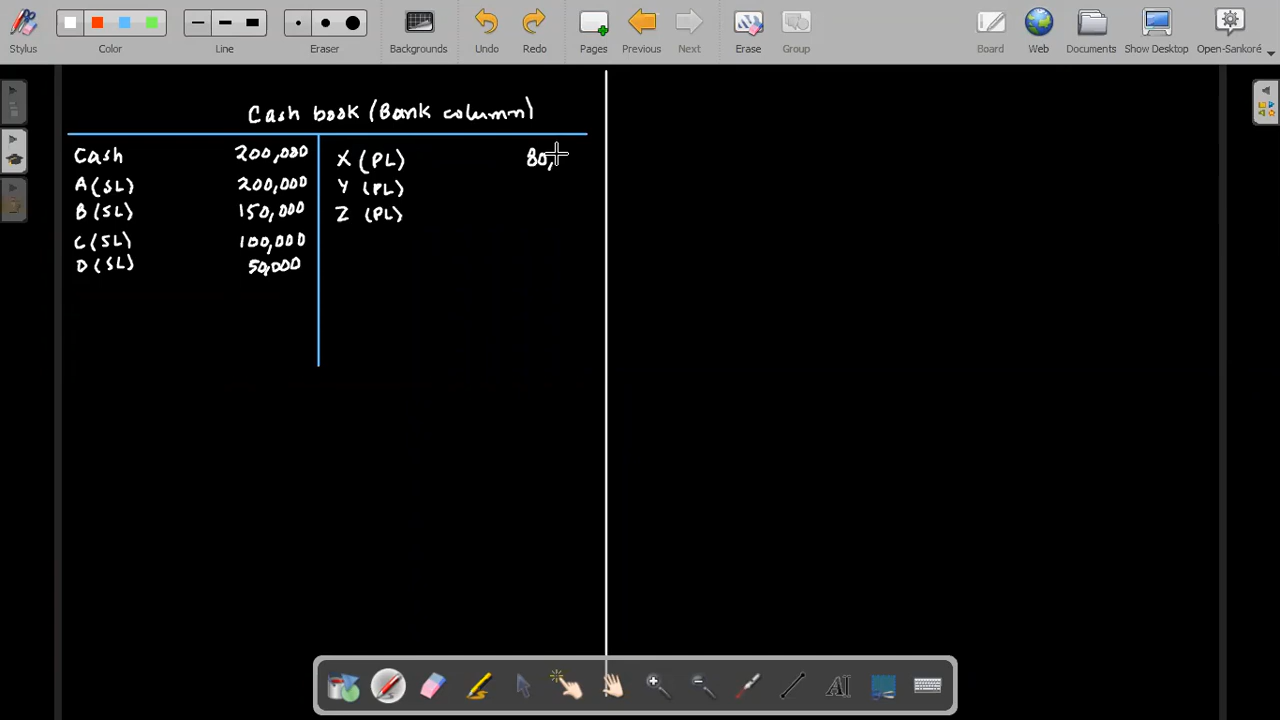 Stylus Color Line Eraser Backgrounds Undo Redo Pages Previous Next Erase Group Board Web Documents Show Desktop Open-Sankoré
Cash book (Bank column)
Cash 200,000 X (PL) 80,
A (SL) 200,000 Y (PL)
B (SL) 150,000 Z (PL)
C (SL) 100,000
D (SL) 50,000
AI